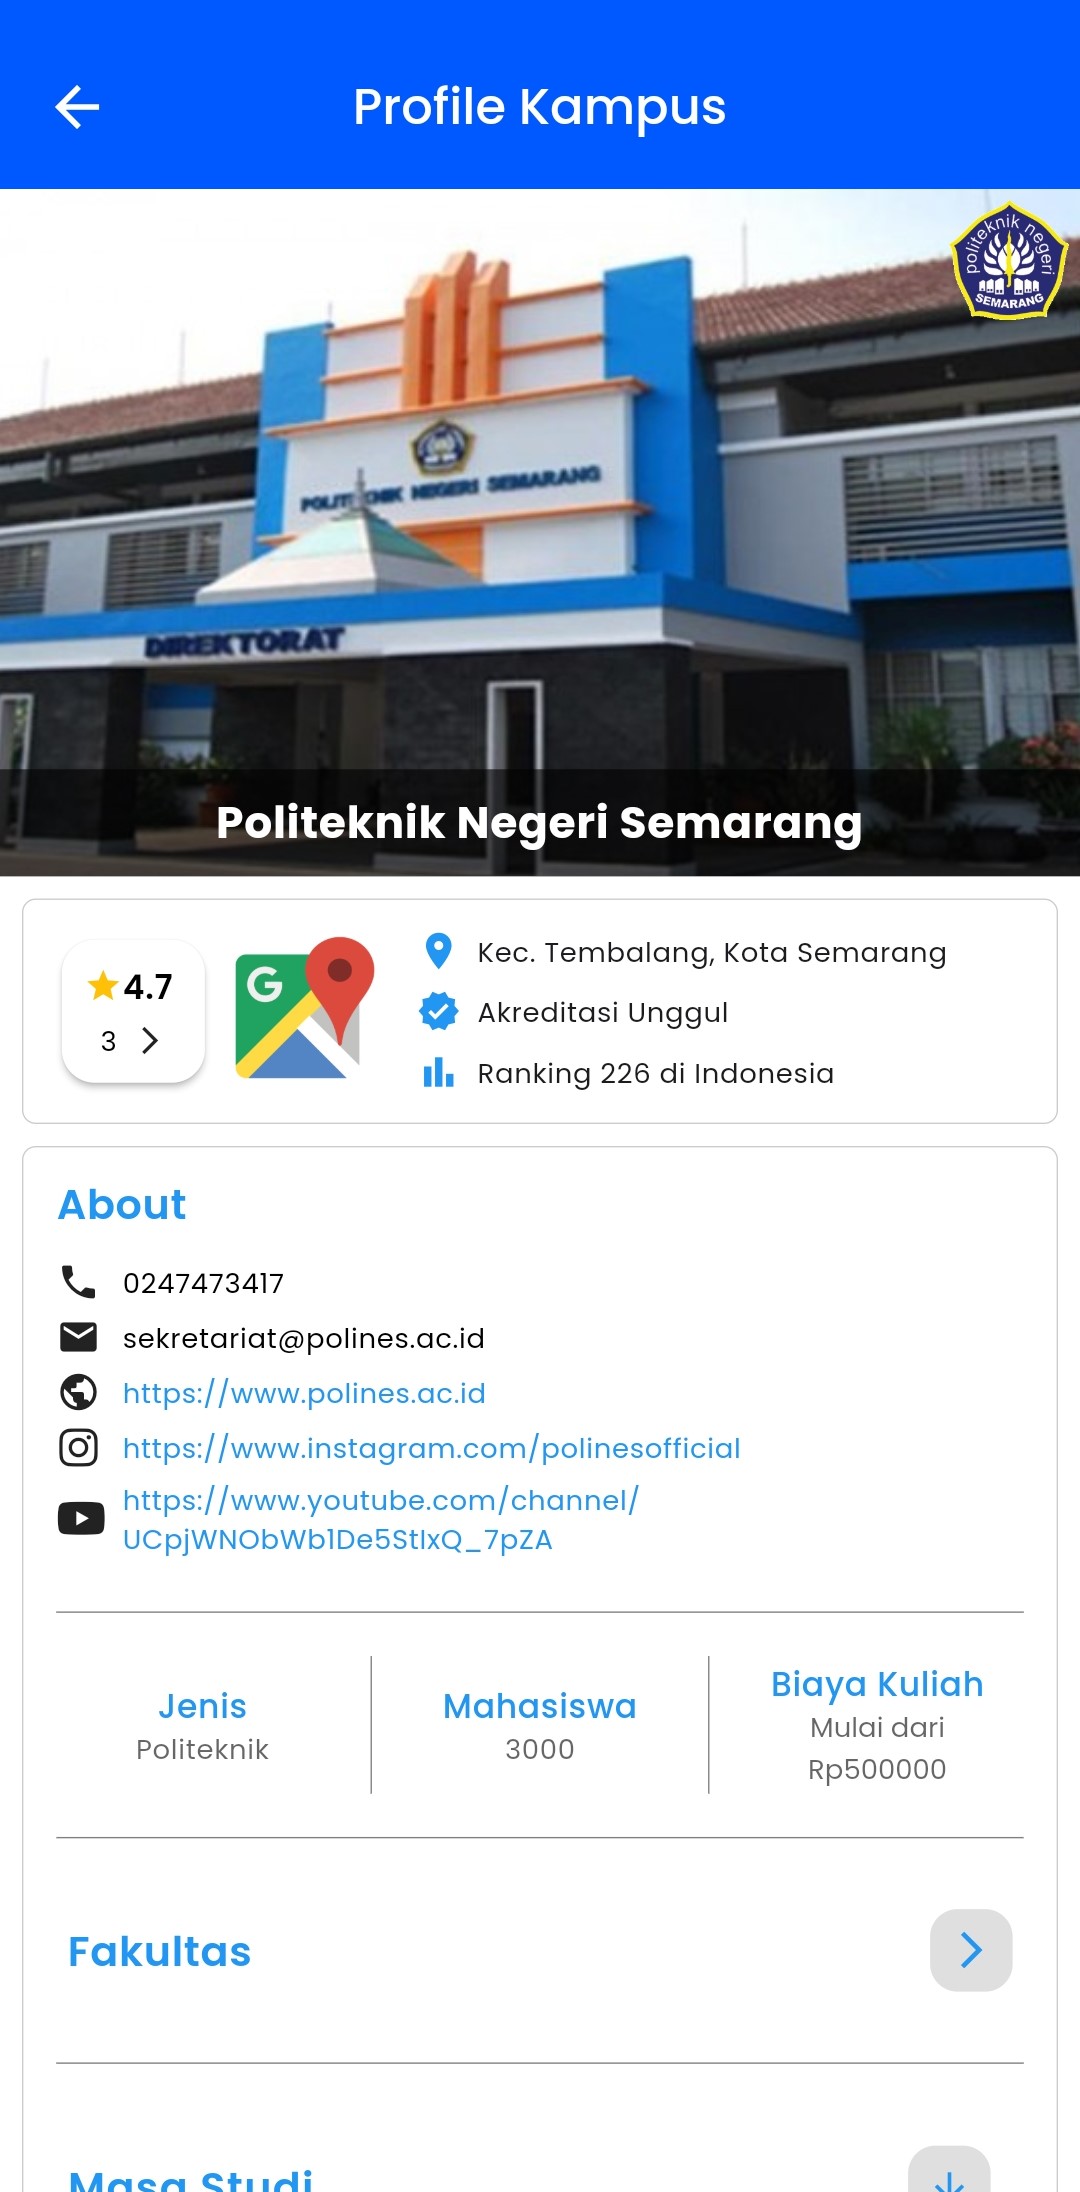 Profile Kampus
politeknik negeri
SEMARANG
POLITEKNIK NEGERI SEMARANG
DIREKTORAT
Politeknik Negeri Semarang
4.7
3
Kec. Tembalang, Kota Semarang
Akreditasi Unggul
Ranking 226 di Indonesia
About
0247473417
sekretariat@polines.ac.id
https://www.polines.ac.id
https://www.instagram.com/polinesofficial
https://www.youtube.com/channel/
UCpjWNObWb1De5StIxQ_7pZA
Jenis
Politeknik
Mahasiswa
3000
Biaya Kuliah
Mulai dari
Rp500000
Fakultas
Masa Studi